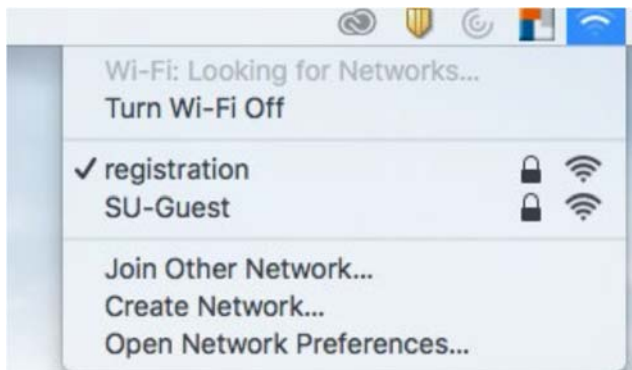 Wi-Fi: Looking for Networks...
Turn Wi-Fi Off
registration
SU-Guest
Join Other Network...
Create Network...
Open Network Preferences...